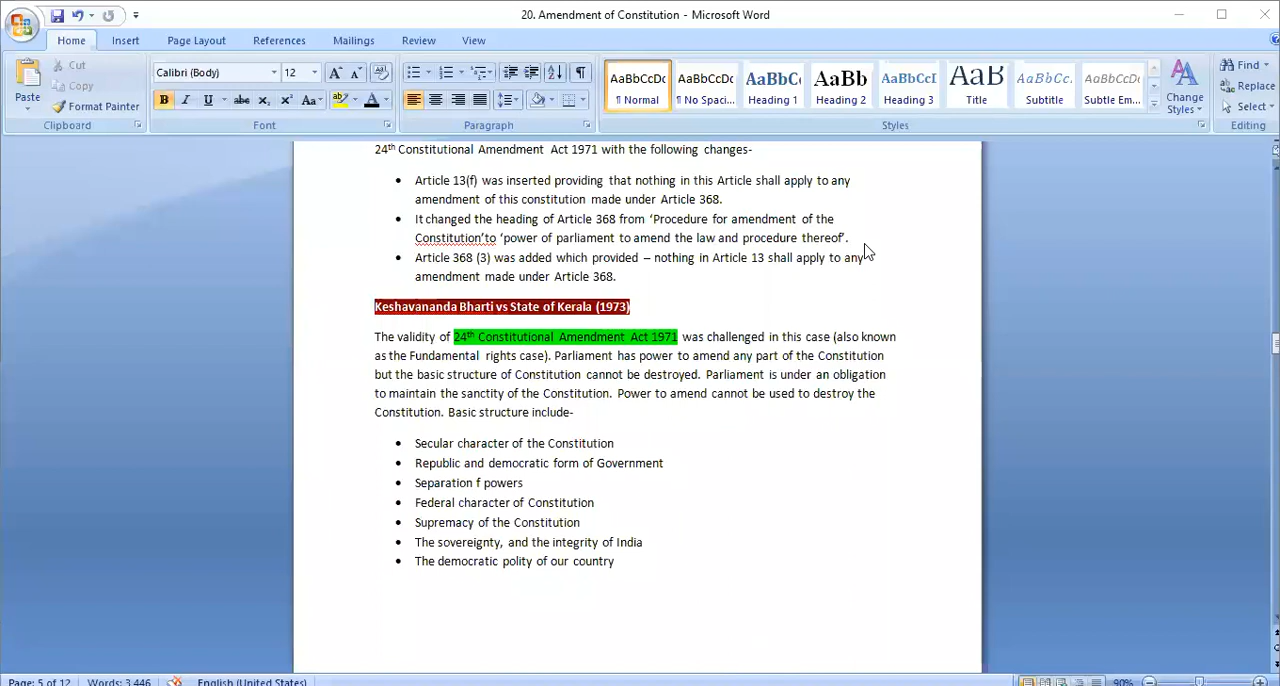 20. Amendment of Constitution - Microsoft Word
Home Insert Page Layout References Mailings Review View
Paste
Cut
Copy
Format Painter
Clipboard
Calibri (Body) 12
Font
Paragraph
AaBbCcDc AaBbCcDc AaBbC AaBb AaBbCcI AaB AaBbCc. AaBbCcDc
¶ Normal ¶ No Spaci... Heading 1 Heading 2 Heading 3 Title Subtitle Subtle Em...
Styles
Change
Styles
Find
Replace
Select
Editing
24th Constitutional Amendment Act 1971 with the following changes-
• Article 13(f) was inserted providing that nothing in this Article shall apply to any
amendment of this constitution made under Article 368.
• It changed the heading of Article 368 from ‘Procedure for amendment of the
Constitution’to ‘power of parliament to amend the law and procedure thereof’.
• Article 368 (3) was added which provided – nothing in Article 13 shall apply to any
amendment made under Article 368.
Keshavananda Bharti vs State of Kerala (1973)
The validity of 24th Constitutional Amendment Act 1971 was challenged in this case (also known
as the Fundamental rights case). Parliament has power to amend any part of the Constitution
but the basic structure of Constitution cannot be destroyed. Parliament is under an obligation
to maintain the sanctity of the Constitution. Power to amend cannot be used to destroy the
Constitution. Basic structure include-
• Secular character of the Constitution
• Republic and democratic form of Government
• Separation f powers
• Federal character of Constitution
• Supremacy of the Constitution
• The sovereignty, and the integrity of India
• The democratic polity of our country
Page: 5 of 12 Words: 3,446 English (United States) 90%